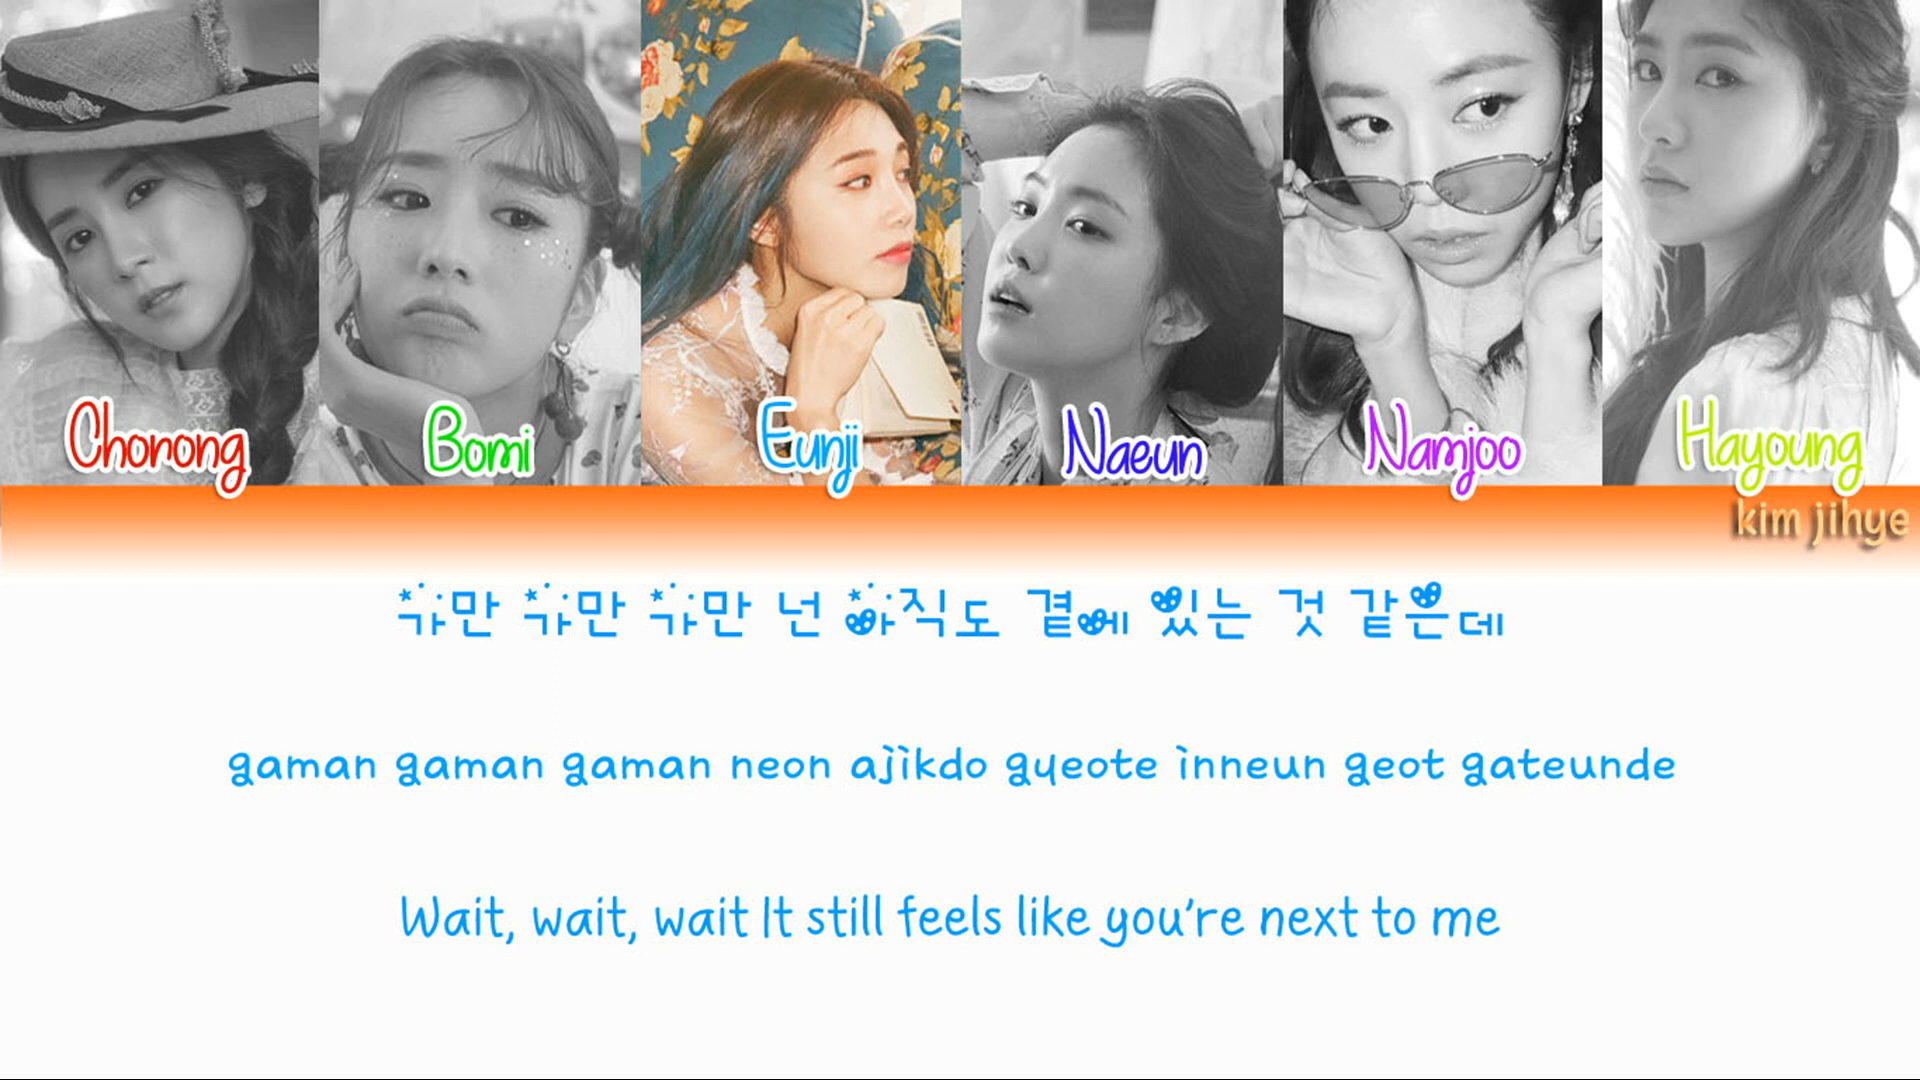 Chorong Bomi Eunji Naeun Namjoo Hayoung
kim jihye
가만 가만 가만 넌 아직도 곁에 있는 것 같은데
gaman gaman gaman neon ajikdo gyeote inneun geot gateunde
Wait, wait, wait It still feels like you're next to me